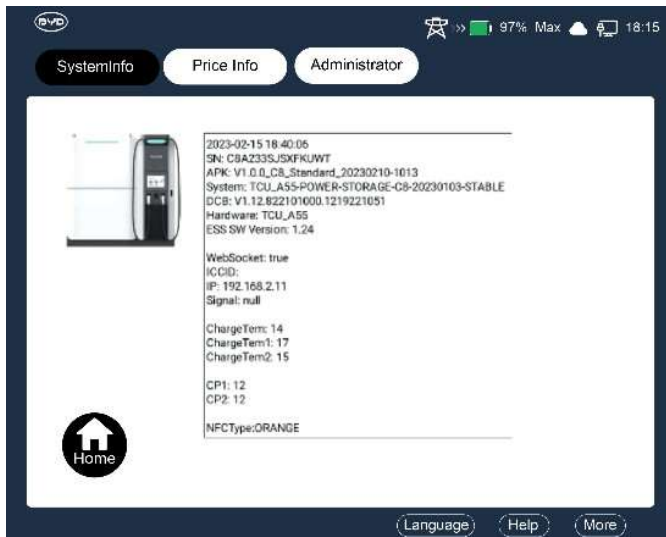 BYD
97% Max 18:15
SystemInfo Price Info Administrator
2023-02-15 18:40:06
SN: C8AZ33SJSXFKUWT
APK: V1.0.0_C8_Standard_20230210-1013
System: TCU_A55-POWER-STORAGE-C8-20230103-STABLE
DCB: V1.12.822101000.1219221051
Hardware: TCU_A55
ESS SW Version: 1.24
WebSocket: true
ICCID:
IP: 192.168.2.11
Signal: null
ChargeTem: 14
ChargeTem1: 17
ChargeTem2: 15
CP1: 12
CP2: 12
NFCType:ORANGE
Home
Language Help More